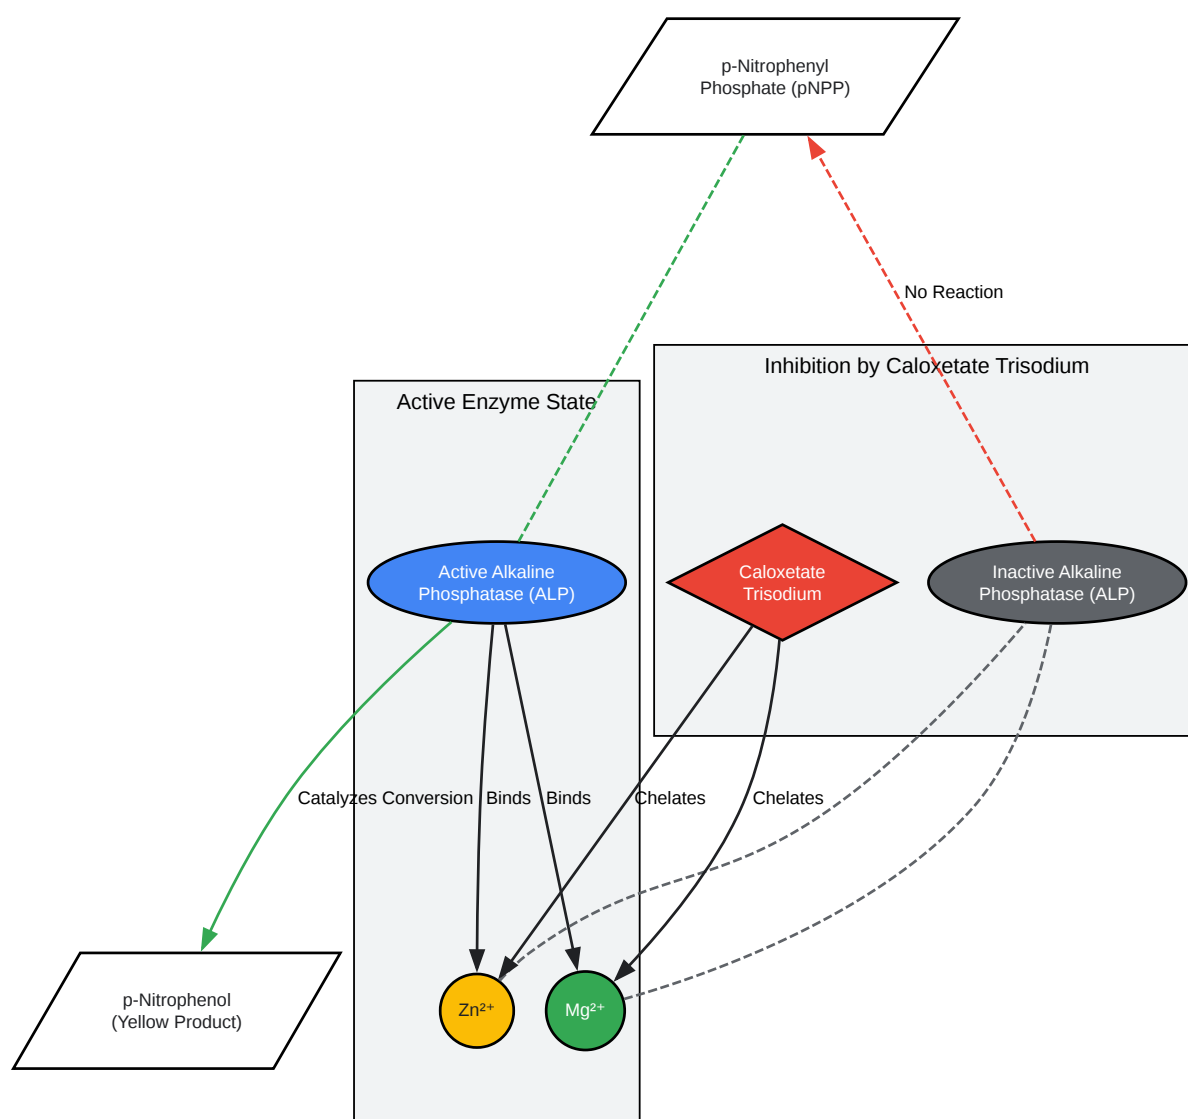 p-Nitrophenyl
Phosphate (pNPP)
No Reaction
Inhibition by Caloxetate Trisodium
Active Enzyme State
Active Alkaline
Phosphatase (ALP)
Caloxetate
Trisodium
Inactive Alkaline
Phosphatase (ALP)
Catalyzes Conversion
Binds
Binds
Chelates
Chelates
p-Nitrophenol
(Yellow Product)
Zn²⁺
Mg²⁺